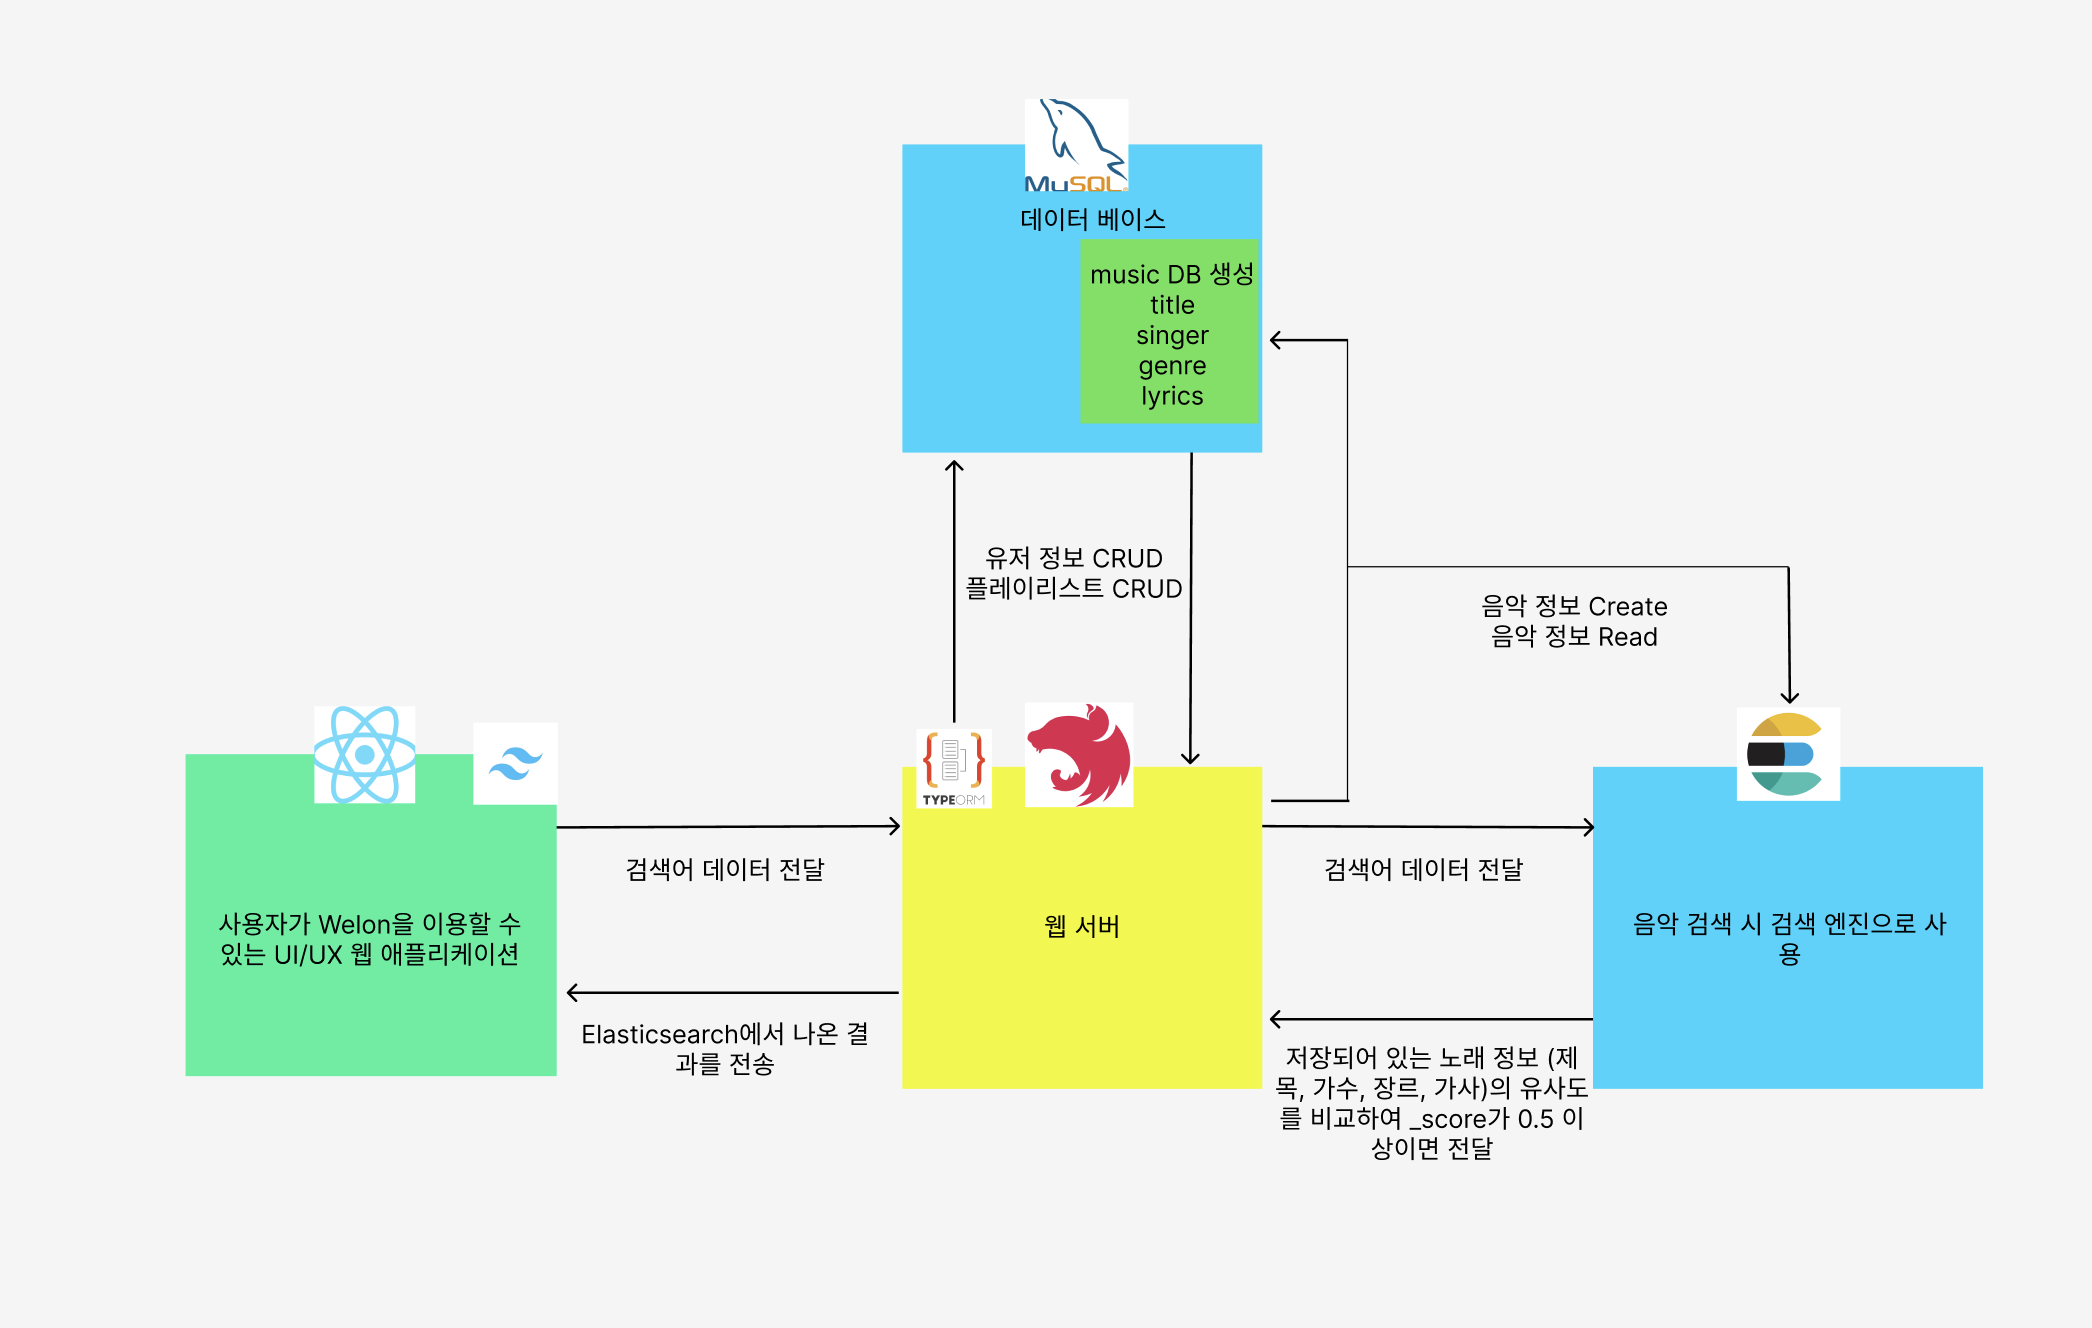 MySQL
데이터 베이스
music DB 생성
title
singer
genre
lyrics
유저 정보 CRUD
플레이리스트 CRUD
음악 정보 Create
음악 정보 Read
TYPEORM
검색어 데이터 전달
검색어 데이터 전달
사용자가 Welon을 이용할 수
있는 UI/UX 웹 애플리케이션
웹 서버
음악 검색 시 검색 엔진으로 사
용
Elasticsearch에서 나온 결
과를 전송
저장되어 있는 노래 정보 (제
목, 가수, 장르, 가사)의 유사도
를 비교하여 _score가 0.5 이
상이면 전달